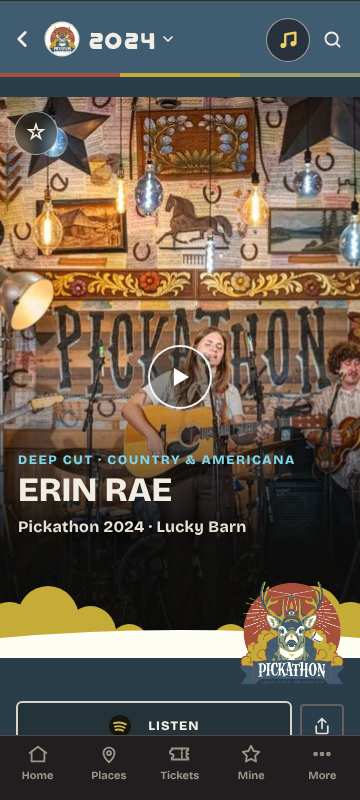 2024
PICKATHON
DEEP CUT · COUNTRY & AMERICANA
ERIN RAE
Pickathon 2024 · Lucky Barn
PICKATHON
LISTEN
Home
Places
Tickets
Mine
More